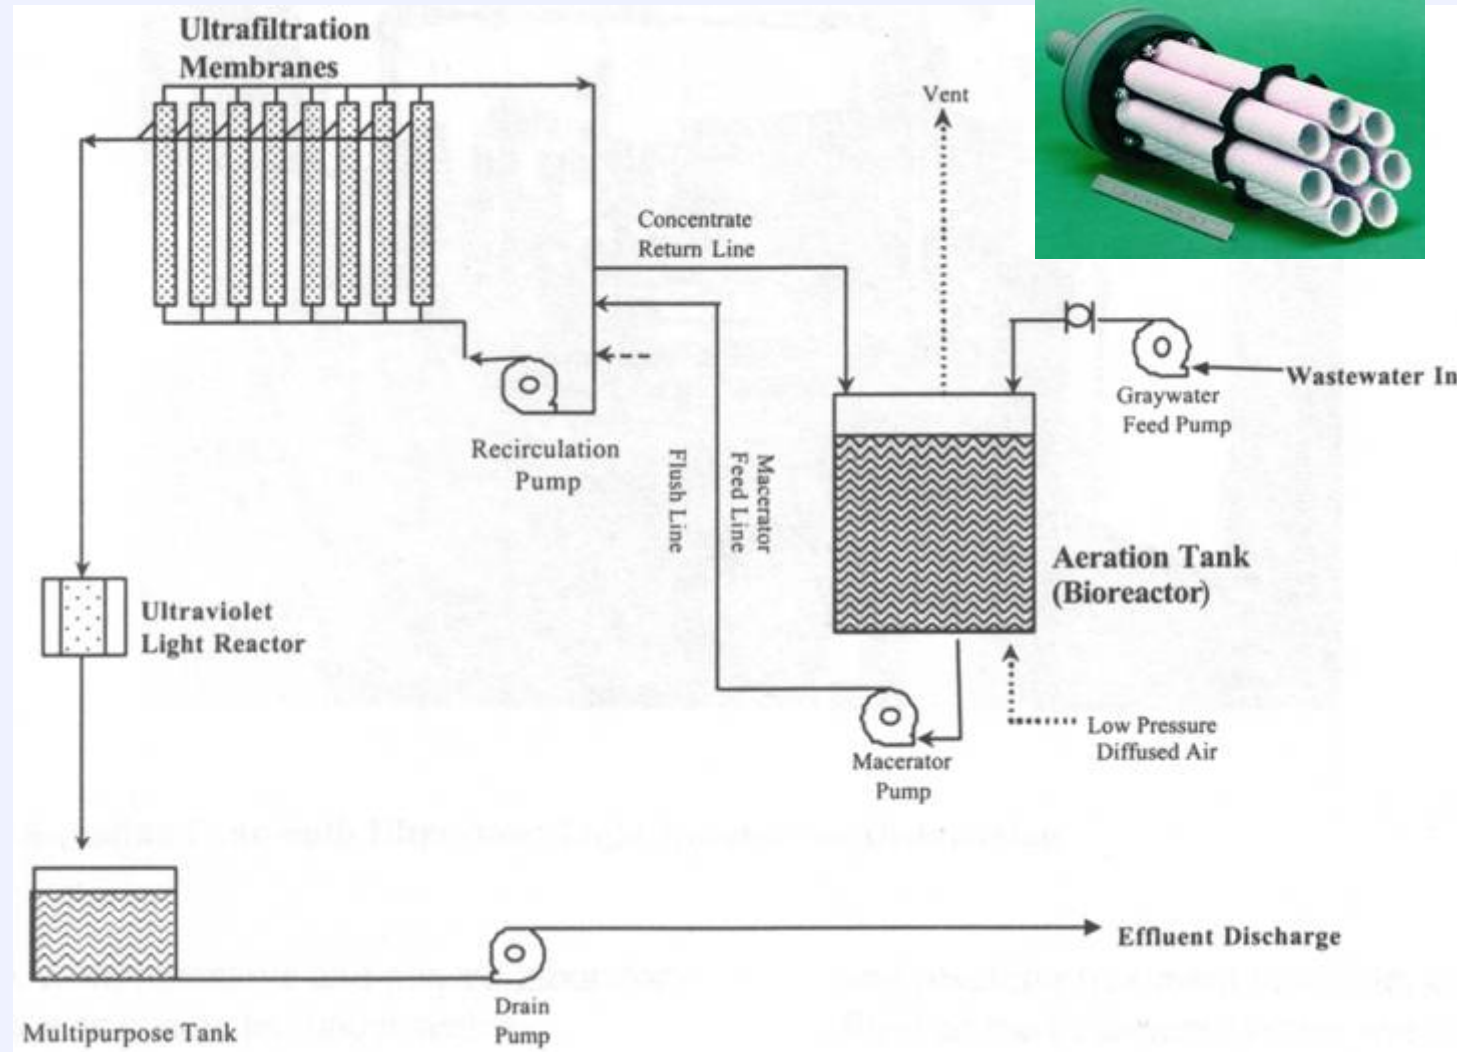 Ultrafiltration
Membranes
Vent
Concentrate
Return Line
Wastewater In
Graywater
Feed Pump
Recirculation
Pump
Flush Line
Macerator
Feed Line
Aeration Tank
(Bioreactor)
Ultraviolet
Light Reactor
Low Pressure
Diffused Air
Macerator
Pump
Effluent Discharge
Drain
Pump
Multipurpose Tank